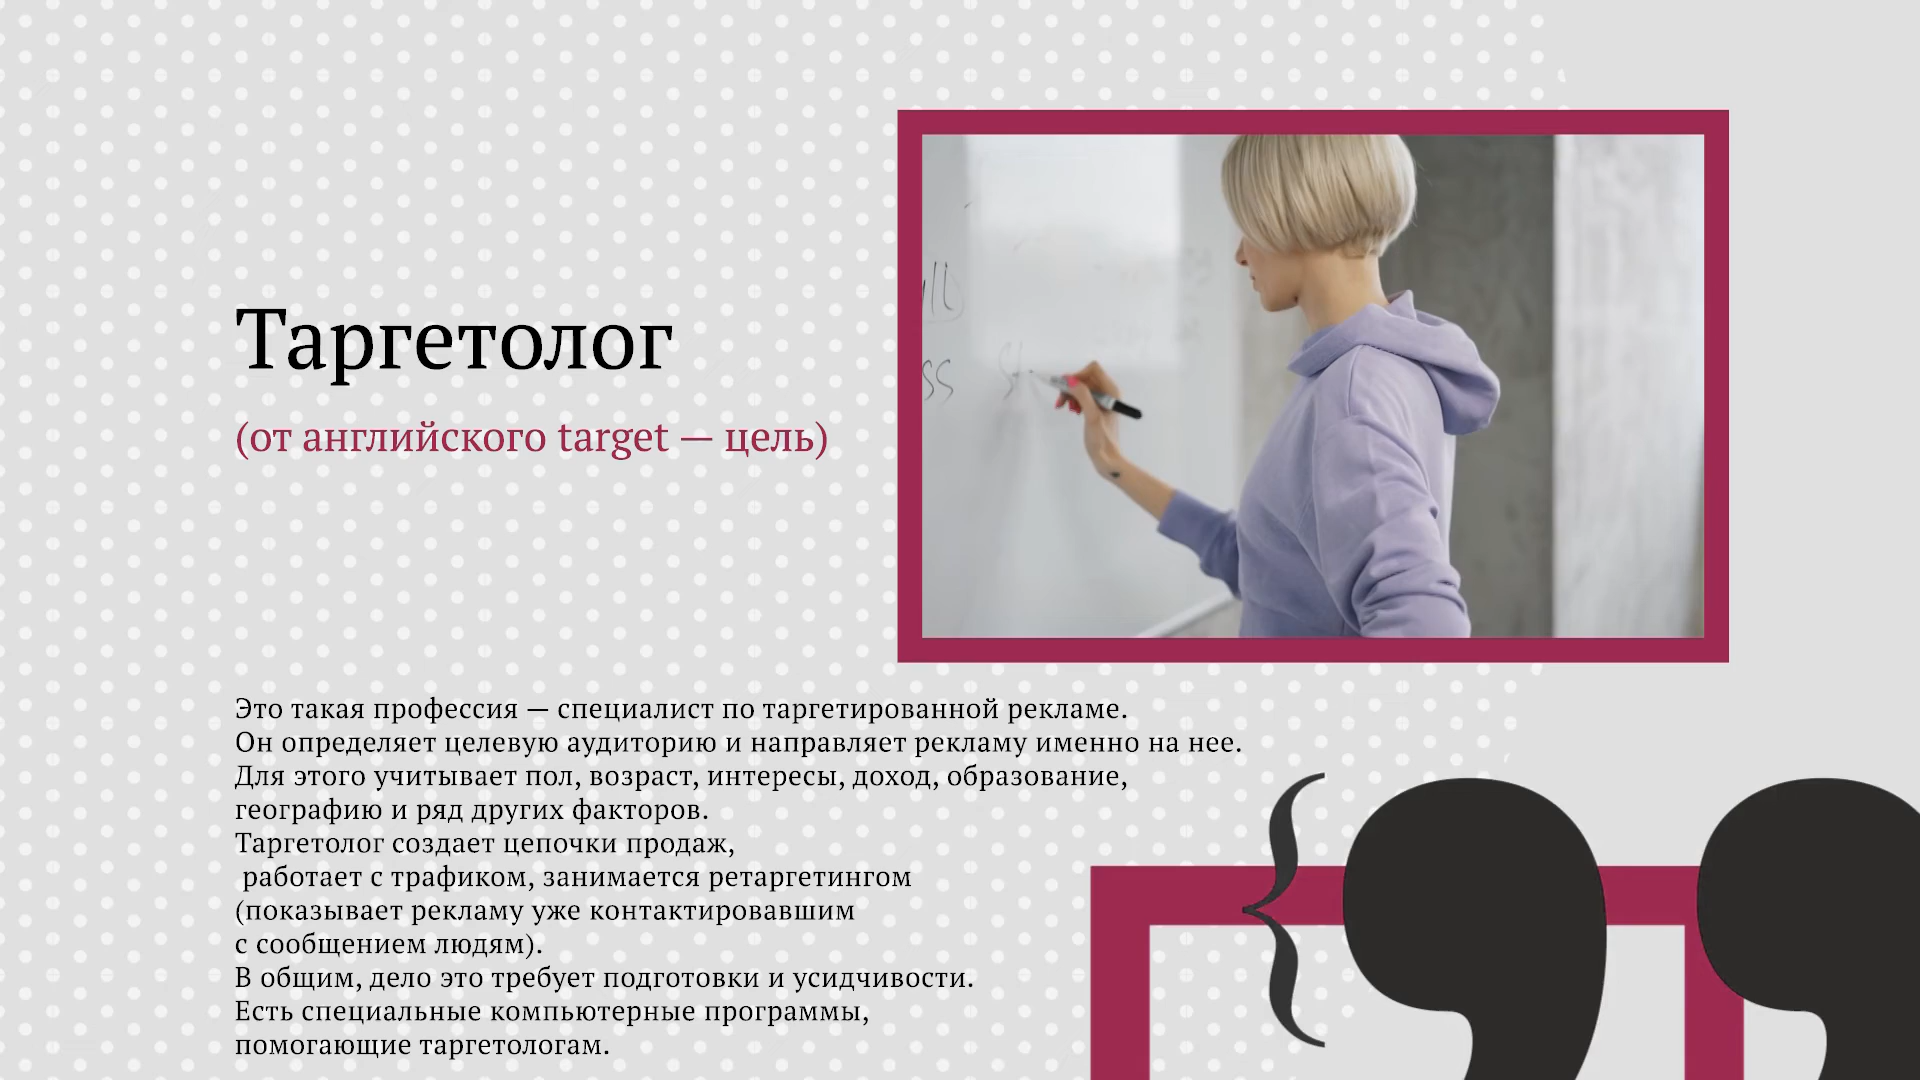 Таргетолог
(от английского target — цель)
Это такая профессия — специалист по таргетированной рекламе.
Он определяет целевую аудиторию и направляет рекламу именно на нее.
Для этого учитывает пол, возраст, интересы, доход, образование,
географию и ряд других факторов.
Таргетолог создает цепочки продаж,
работает с трафиком, занимается ретаргетингом
(показывает рекламу уже контактировавшим
с сообщением людям).
В общим, дело это требует подготовки и усидчивости.
Есть специальные компьютерные программы,
помогающие таргетологам.